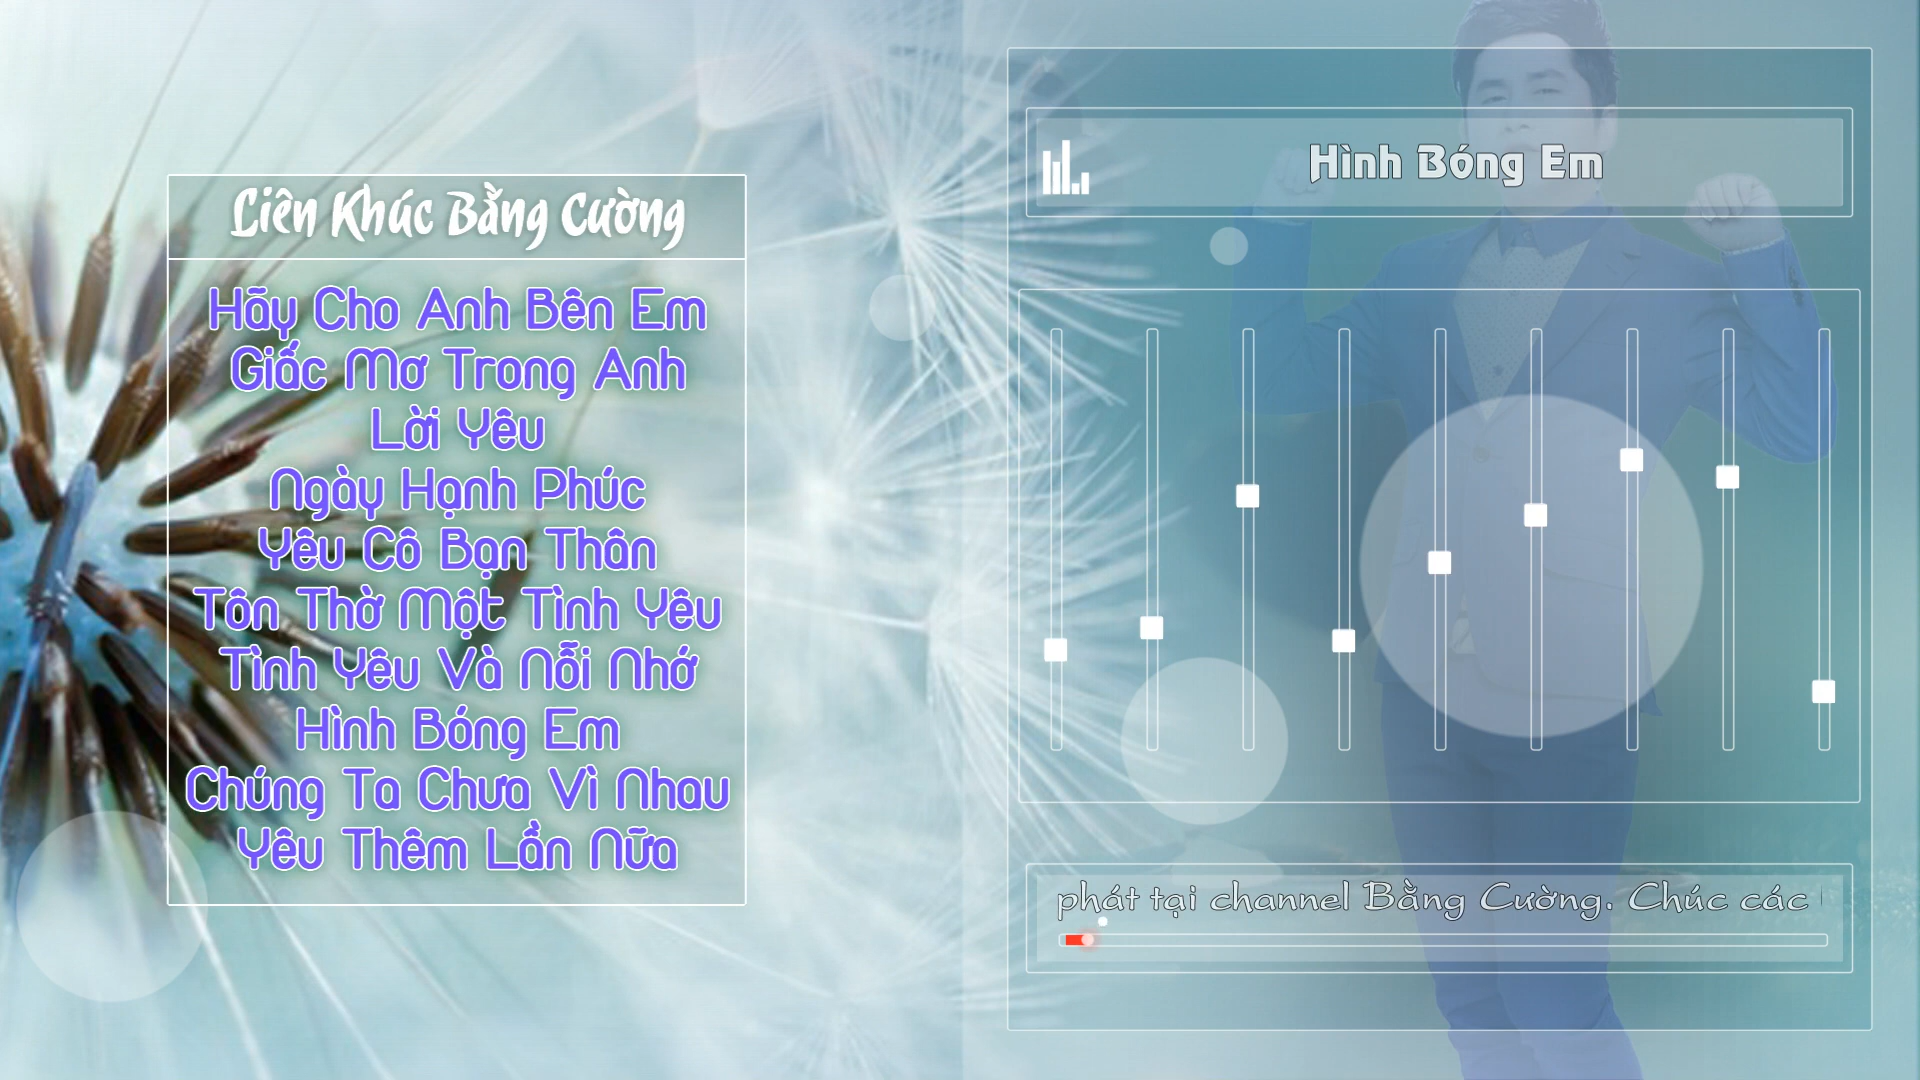 Liên Khúc Bằng Cường
Hãy Cho Anh Bên Em
Giấc Mơ Trong Anh
Lời Yêu
Ngày Hạnh Phúc
Yêu Cô Bạn Thân
Tôn Thờ Một Tình Yêu
Tình Yêu Và Nỗi Nhớ
Hình Bóng Em
Chúng Ta Chưa Vì Nhau
Yêu Thêm Lần Nữa
Hình Bóng Em
phát tại channel Bằng Cường. Chúc các